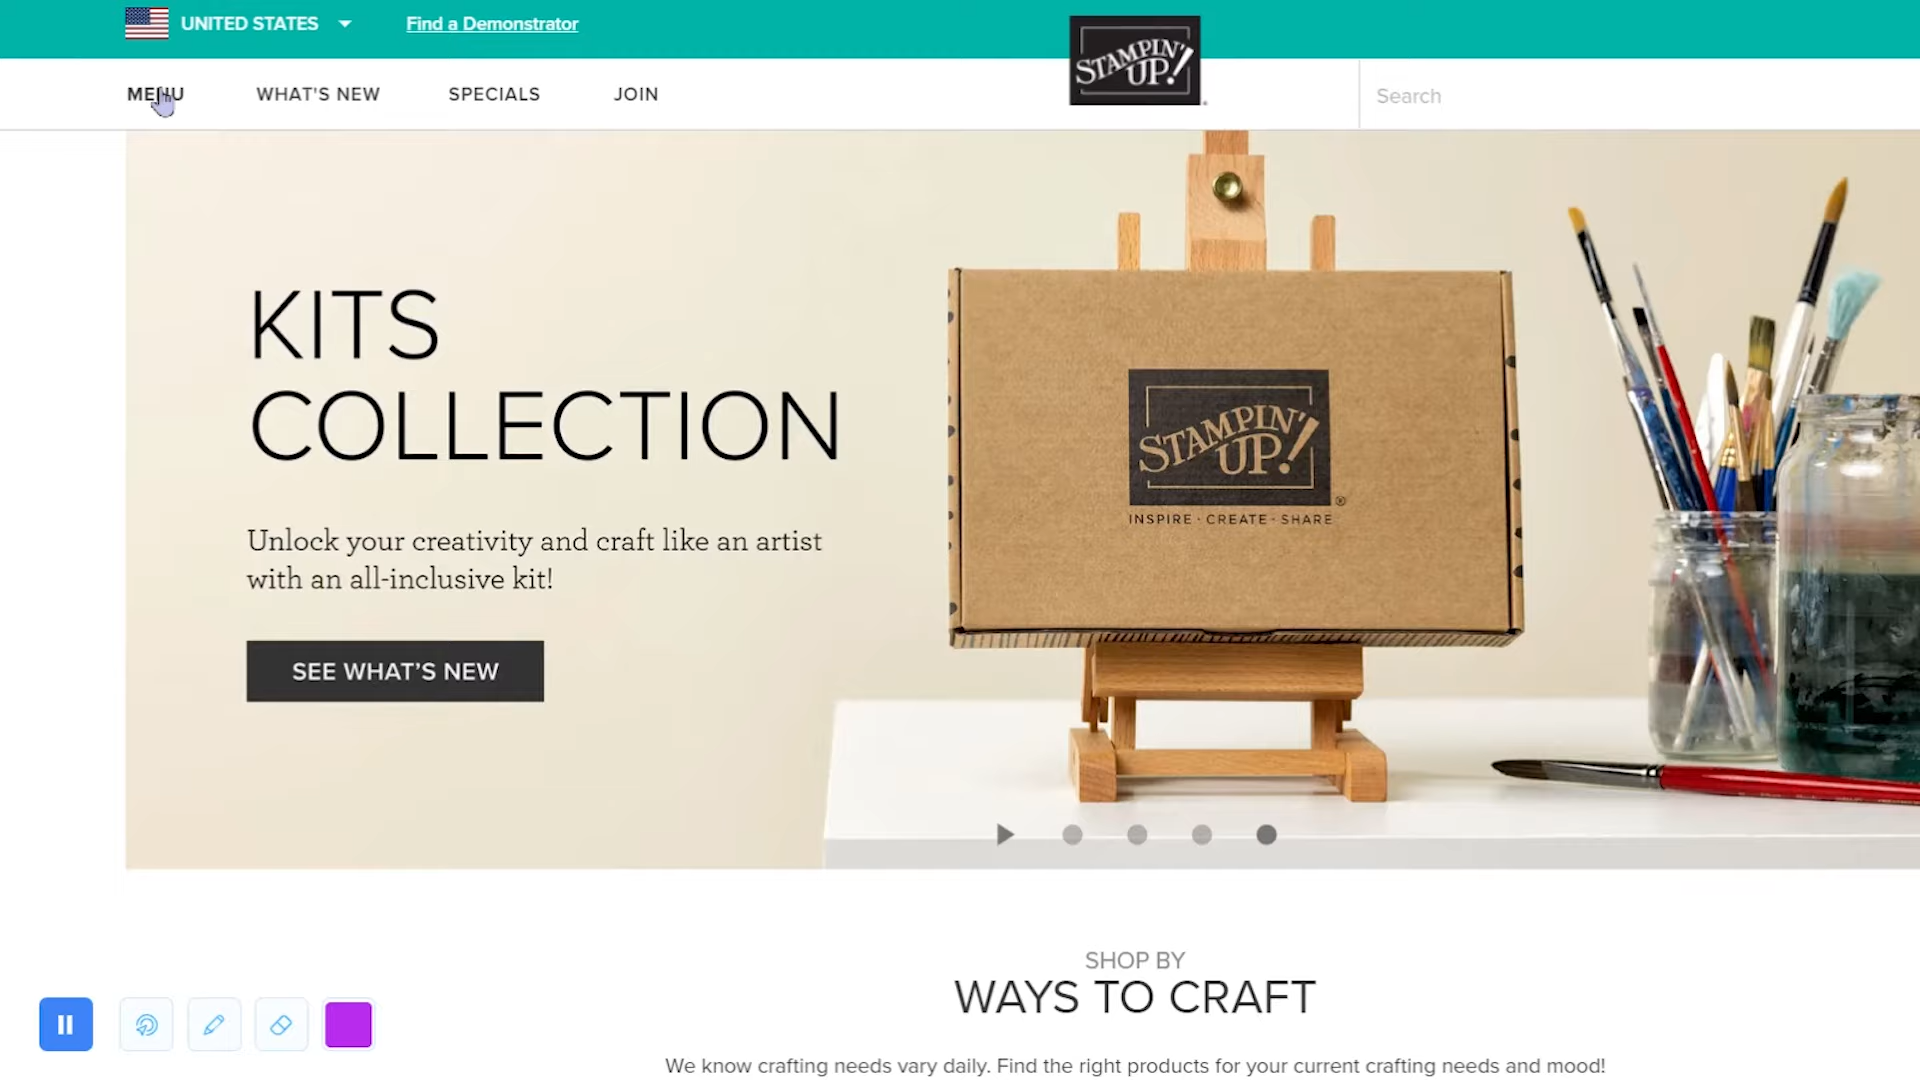 UNITED STATES
Find a Demonstrator
STAMPIN' UP!
MENU
WHAT'S NEW
SPECIALS
JOIN
Search
KITS
COLLECTION
Unlock your creativity and craft like an artist
with an all-inclusive kit!
SEE WHAT'S NEW
STAMPIN'
UP!
®
INSPIRE · CREATE · SHARE
SHOP BY
WAYS TO CRAFT
We know crafting needs vary daily. Find the right products for your current crafting needs and mood!